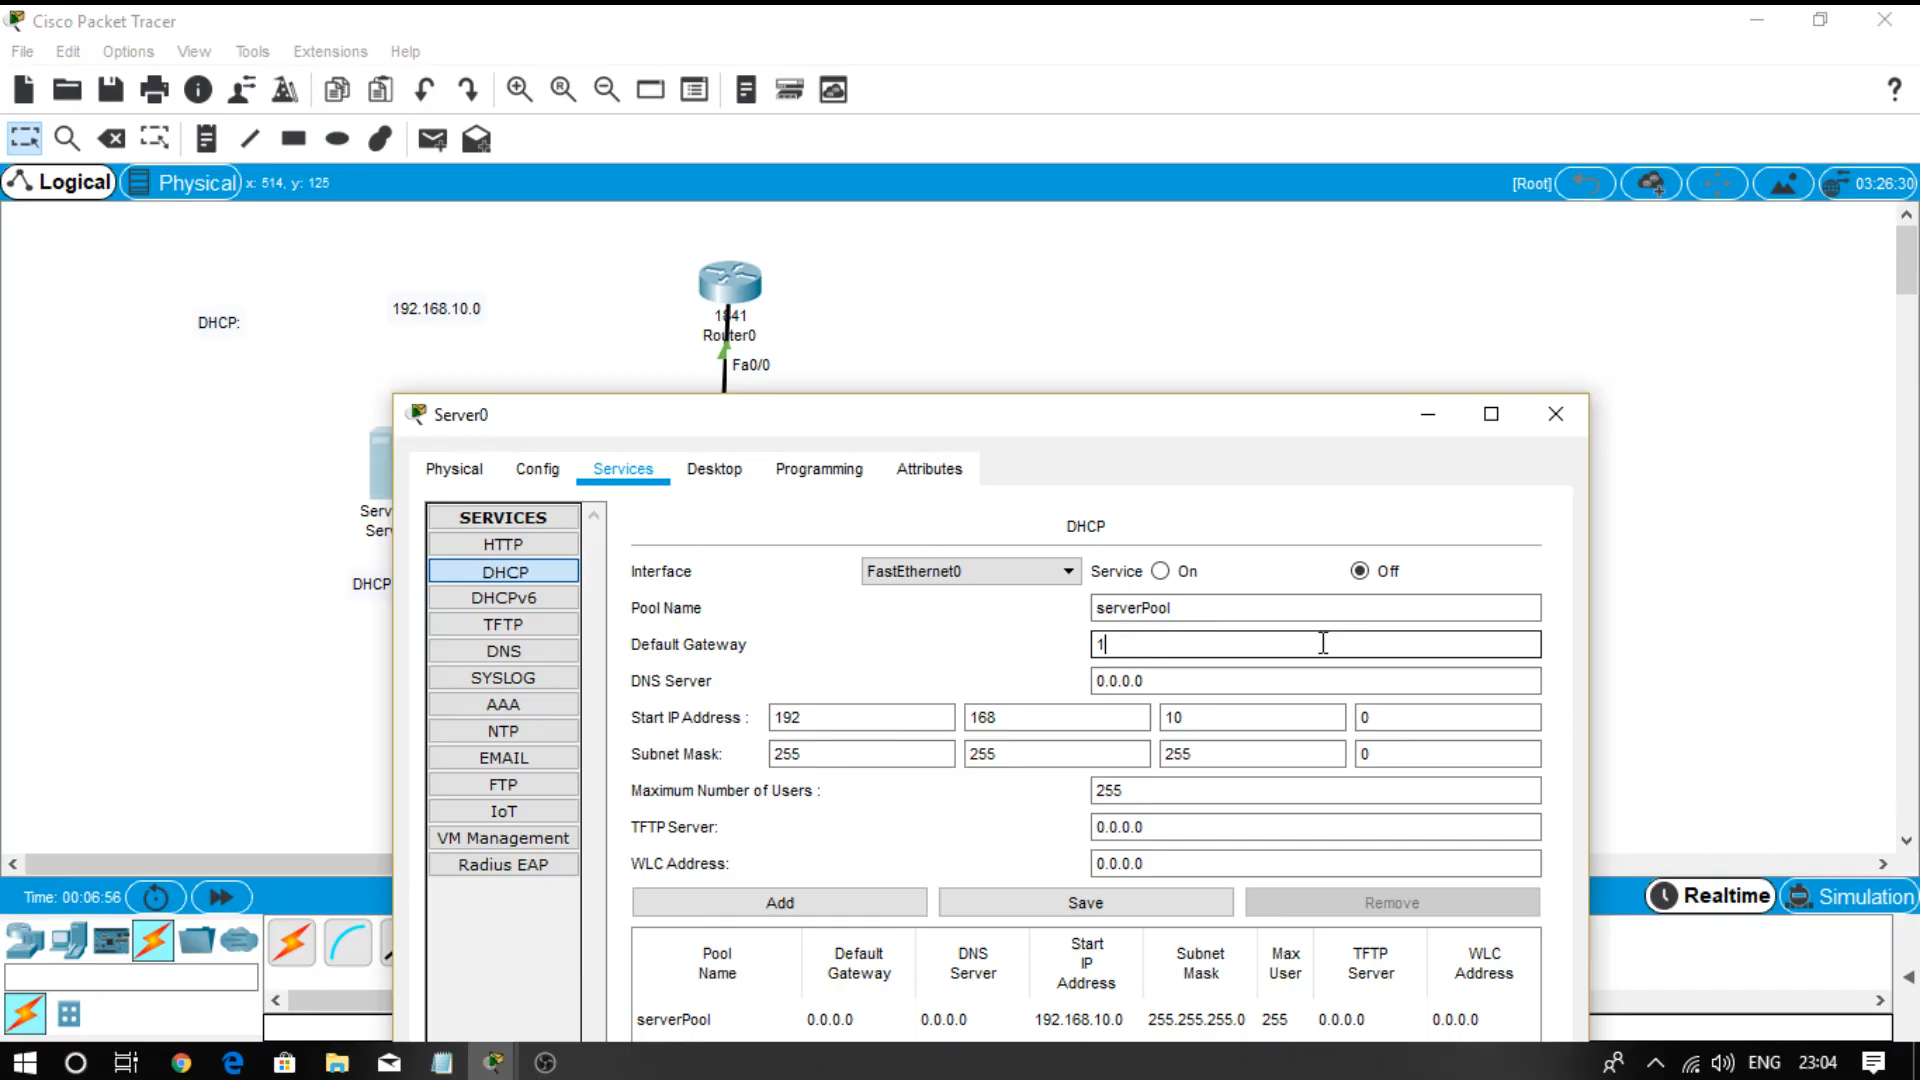 Cisco Packet Tracer
File Edit Options View Tools Extensions Help
Logical Physical x: 514, y: 125 [Root] 03:26:30
192.168.10.0
DHCP:
1841
Router0
Fa0/0
Server0
Physical Config Services Desktop Programming Attributes
Serv
Ser
DHCP
SERVICES
HTTP
DHCP
DHCPv6
TFTP
DNS
SYSLOG
AAA
NTP
EMAIL
FTP
IoT
VM Management
Radius EAP
DHCP
Interface FastEthernet0 Service On Off
Pool Name serverPool
Default Gateway 1
DNS Server 0.0.0.0
Start IP Address : 192 168 10 0
Subnet Mask: 255 255 255 0
Maximum Number of Users : 255
TFTP Server: 0.0.0.0
WLC Address: 0.0.0.0
Add Save Remove
Pool Name Default Gateway DNS Server Start IP Address Subnet Mask Max User TFTP Server WLC Address
serverPool 0.0.0.0 0.0.0.0 192.168.10.0 255.255.255.0 255 0.0.0.0 0.0.0.0
Time: 00:06:56 Realtime Simulation
ENG 23:04